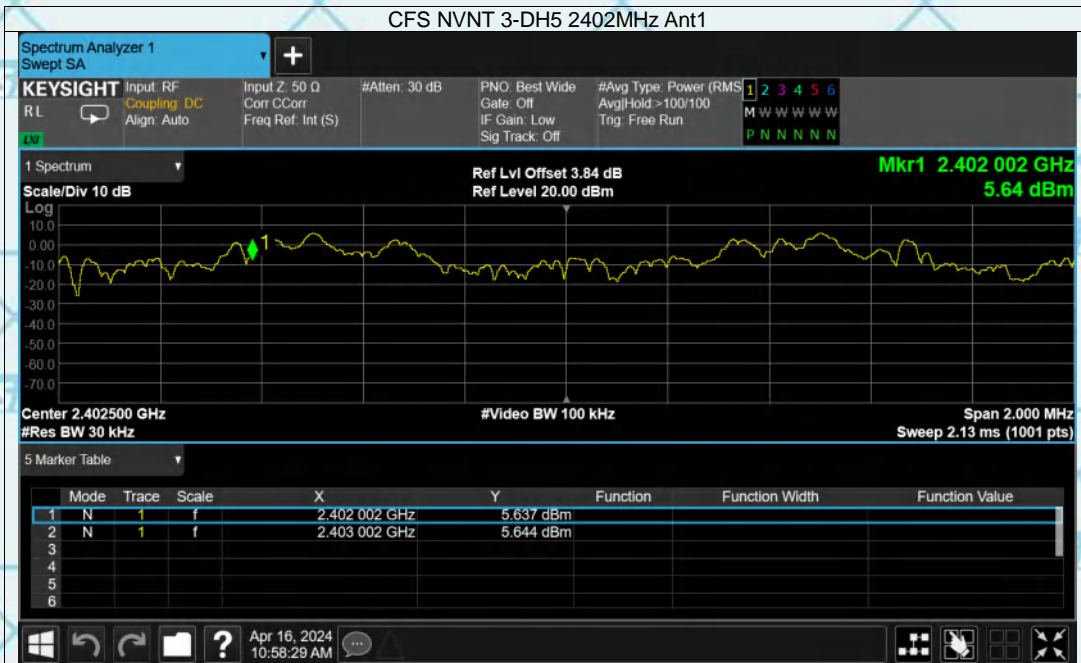 CFS NVNT 3-DH5 2402MHz Ant1
Spectrum Analyzer 1
Swept SA
KEYSIGHT
RL
LXI
Input: RF
Coupling: DC
Align: Auto
Input Z: 50 Ω
Corr CCorr
Freq Ref: Int (S)
#Atten: 30 dB
PNO: Best Wide
Gate: Off
IF Gain: Low
Sig Track: Off
#Avg Type: Power (RMS
Avg|Hold:>100/100
Trig: Free Run
1 2 3 4 5 6
M W W W W W
P N N N N N
1 Spectrum
Scale/Div 10 dB
Ref Lvl Offset 3.84 dB
Ref Level 20.00 dBm
Mkr1 2.402 002 GHz
5.64 dBm
Log
10.0
0.00
-10.0
-20.0
-30.0
-40.0
-50.0
-60.0
-70.0
1
Center 2.402500 GHz
#Res BW 30 kHz
#Video BW 100 kHz
Span 2.000 MHz
Sweep 2.13 ms (1001 pts)
5 Marker Table
Mode Trace Scale X Y Function Function Width Function Value
1 N 1 f 2.402 002 GHz 5.637 dBm
2 N 1 f 2.403 002 GHz 5.644 dBm
3
4
5
6
?
Apr 16, 2024
10:58:29 AM